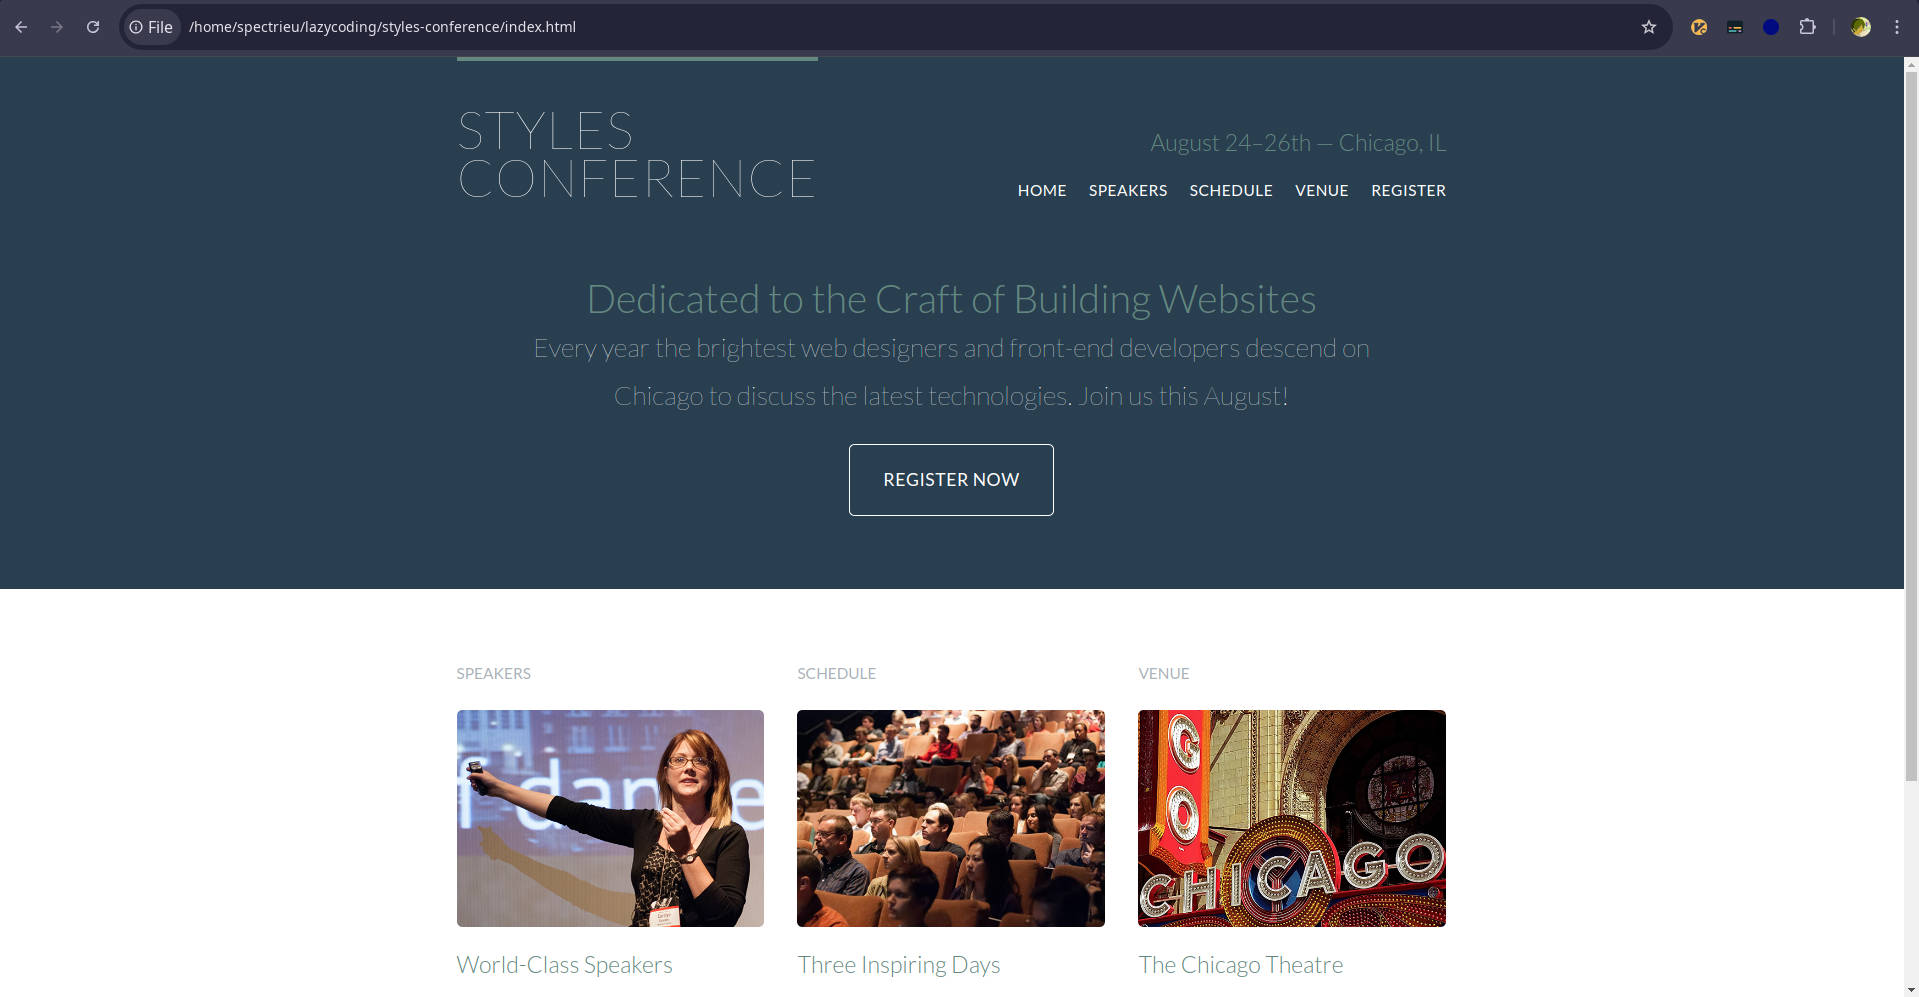 File /home/spectrieu/lazycoding/styles-conference/index.html
STYLES
CONFERENCE
August 24–26th — Chicago, IL
HOME SPEAKERS SCHEDULE VENUE REGISTER
Dedicated to the Craft of Building Websites
Every year the brightest web designers and front-end developers descend on
Chicago to discuss the latest technologies. Join us this August!
REGISTER NOW
SPEAKERS
SCHEDULE
VENUE
f dan e
GO
CHICAGO
World-Class Speakers
Three Inspiring Days
The Chicago Theatre